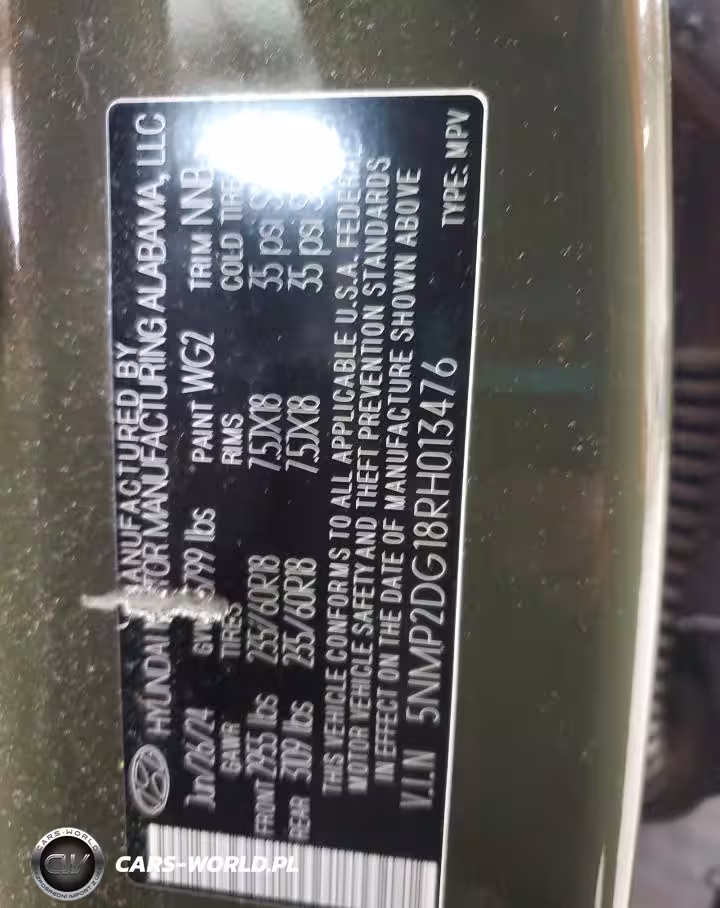 MANUFACTURED BY
HYUNDAI MOTOR MANUFACTURING ALABAMA, LLC
Jun/26/24 GVWR 5799 lbs PAINT WG2 TRIM NNB
GAWR TIRES RIMS COLD TIRE
FRONT 2955 lbs 235/60R18 7.5JX18 35 psi
REAR 3109 lbs 235/60R18 7.5JX18 35 psi
THIS VEHICLE CONFORMS TO ALL APPLICABLE U.S.A. FEDERAL
MOTOR VEHICLE SAFETY AND THEFT PREVENTION STANDARDS
IN EFFECT ON THE DATE OF MANUFACTURE SHOWN ABOVE
V.I.N 5NMP2DG18RH013476 TYPE: MPV
CARS-WORLD
CW
CARS-WORLD.PL